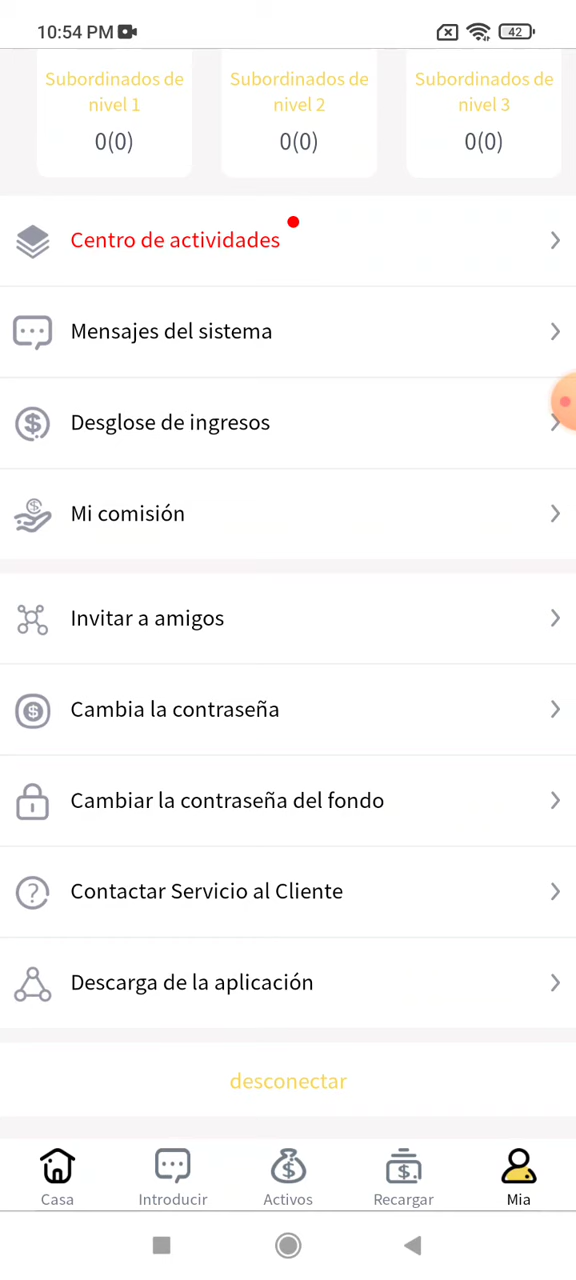 10:54 PM
42
Subordinados de nivel 1
Subordinados de nivel 2
Subordinados de nivel 3
0(0)
0(0)
0(0)
Centro de actividades
Mensajes del sistema
Desglose de ingresos
Mi comisión
Invitar a amigos
Cambia la contraseña
Cambiar la contraseña del fondo
Contactar Servicio al Cliente
Descarga de la aplicación
desconectar
Casa
Introducir
Activos
Recargar
Mia